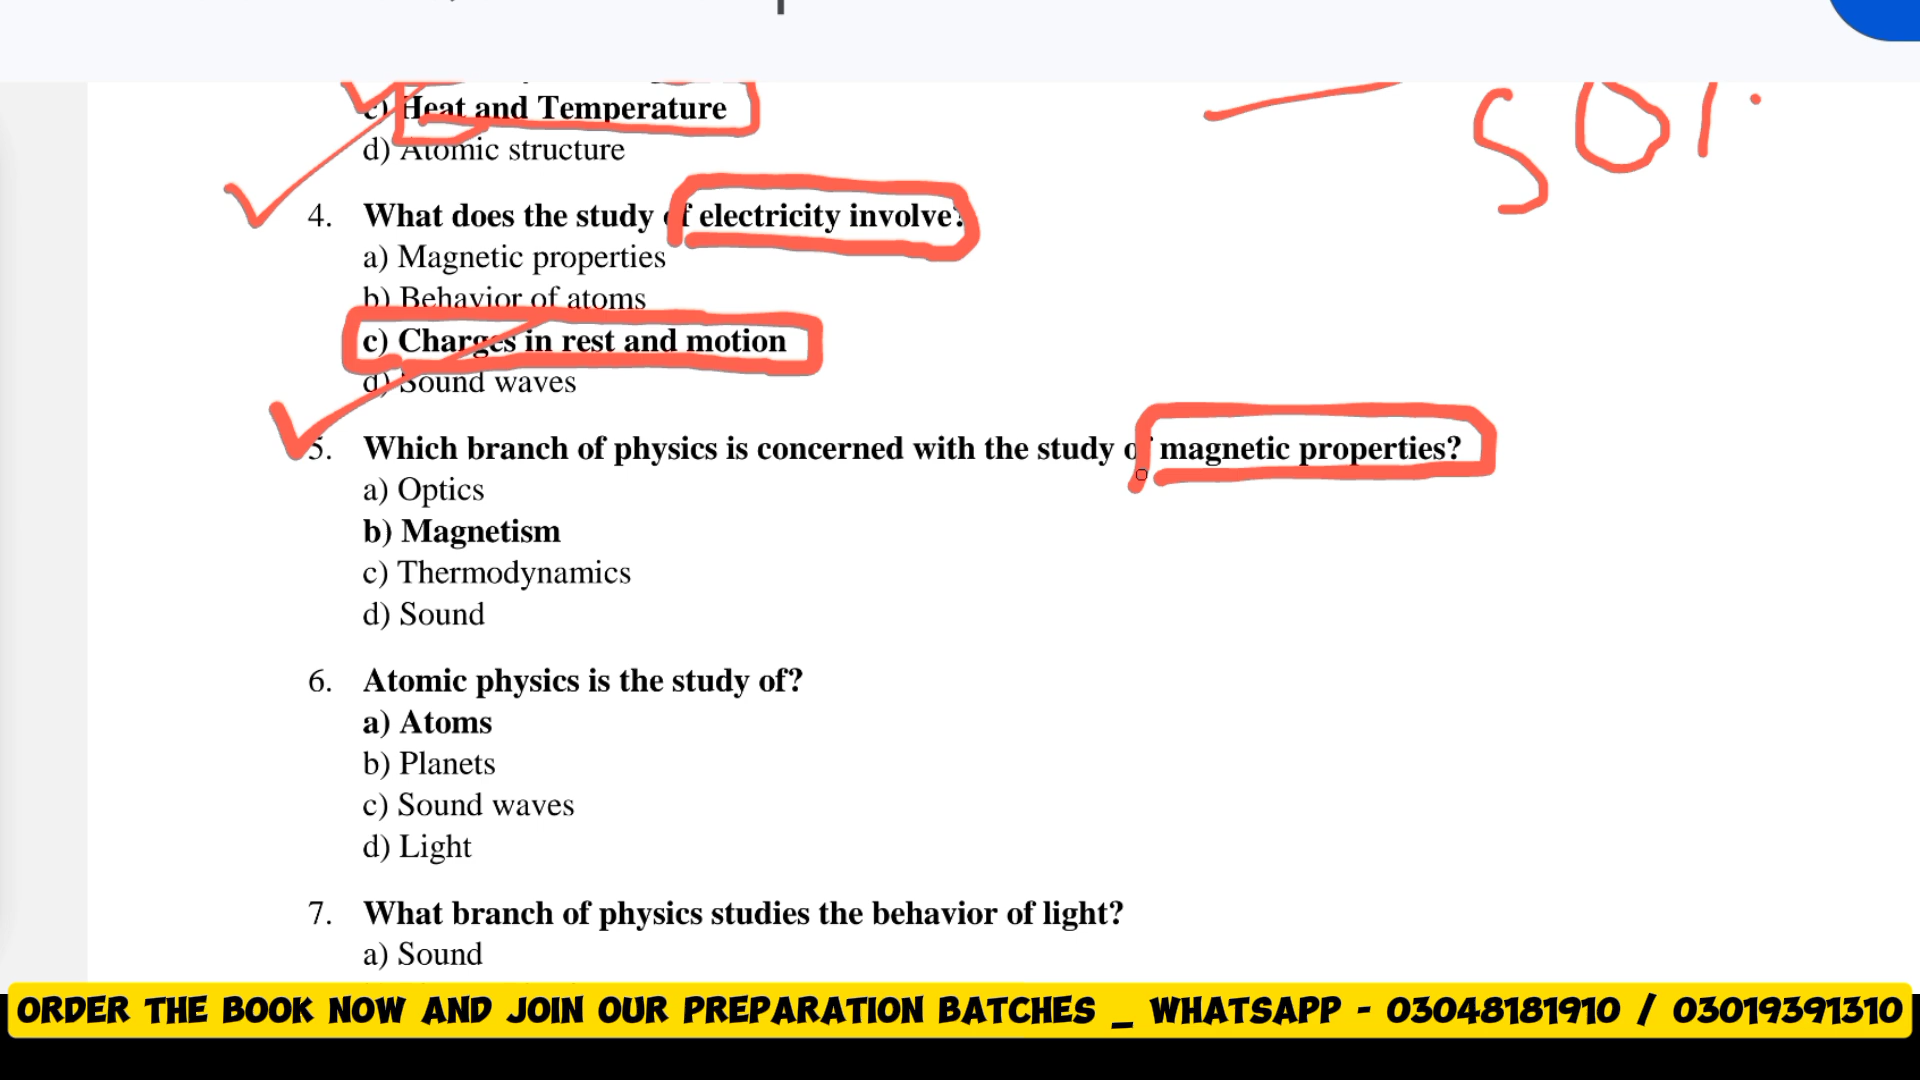 501.
c) Heat and Temperature
d) Atomic structure
4. What does the study of electricity involve?
a) Magnetic properties
b) Behavior of atoms
c) Charges in rest and motion
d) Sound waves
5. Which branch of physics is concerned with the study of magnetic properties?
a) Optics
b) Magnetism
c) Thermodynamics
d) Sound
6. Atomic physics is the study of?
a) Atoms
b) Planets
c) Sound waves
d) Light
7. What branch of physics studies the behavior of light?
a) Sound
ORDER THE BOOK NOW AND JOIN OUR PREPARATION BATCHES _ WHATSAPP - 03048181910 / 03019391310